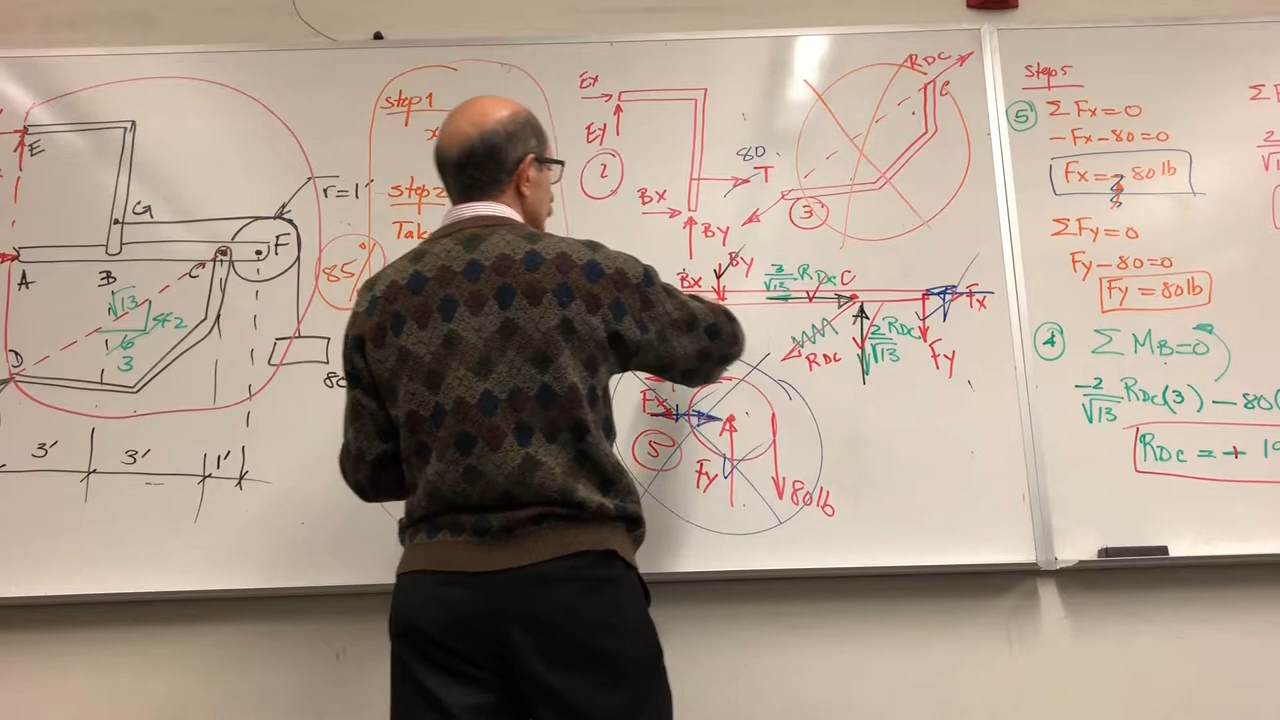 E
A
B
C
D
G
F
r=1'
√13
4
2
6
3
3'
3'
1'
85°
step1
x
step2
Tak
Ex
Ey
2
Bx
By
80
T
RDC
C
3
Bx
By
3/√13 RDC
C
RDC
2/√13 RDC
Fx
Fy
Fx
5
Fy
80lb
step5
5
ΣFx=0
-Fx-80=0
Fx=-80lb
ΣFy=0
Fy-80=0
Fy=80lb
4
ΣMB=0
-2/√13 RDC(3)-80(
RDC=+19